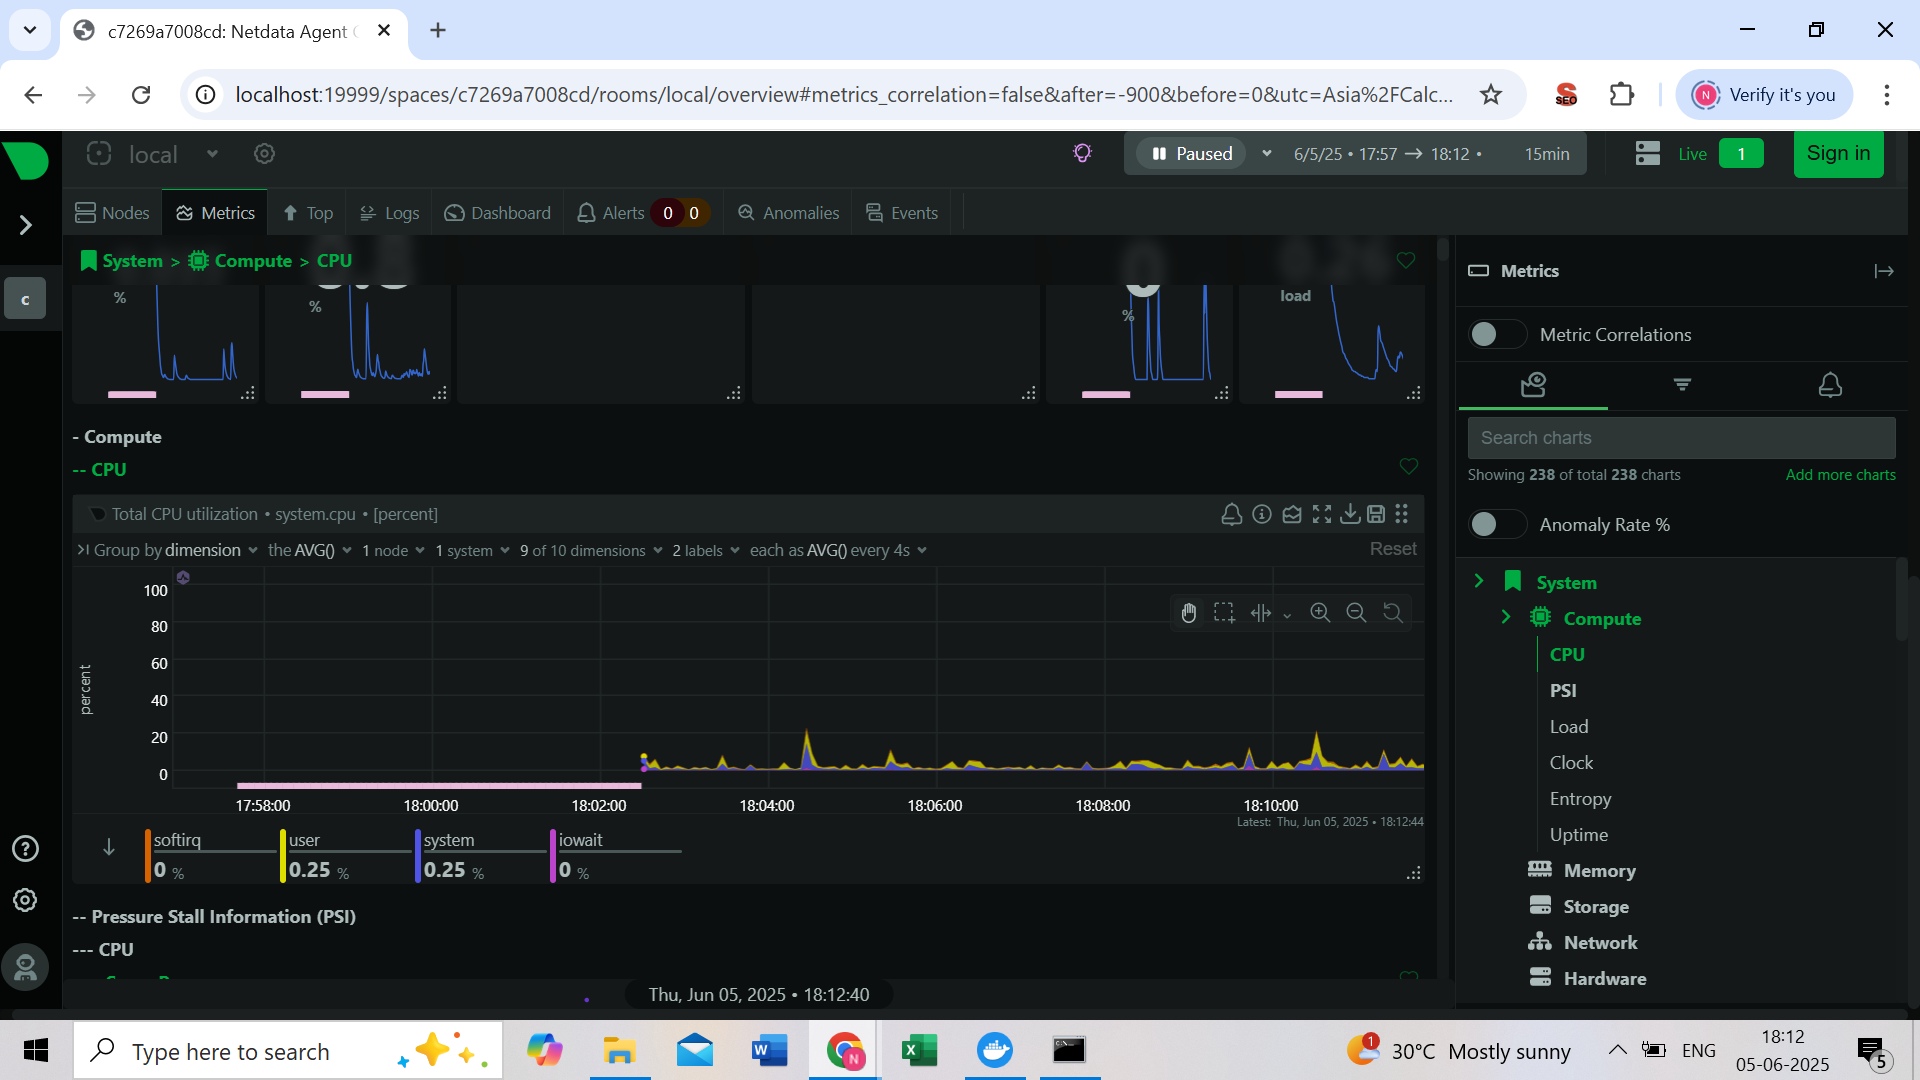 c7269a7008cd: Netdata Agent
localhost:19999/spaces/c7269a7008cd/rooms/local/overview#metrics_correlation=false&after=-900&before=0&utc=Asia%2FCalc...
SEO
N
Verify it's you
local
Paused
6/5/25 • 17:57 → 18:12 •
15min
Live
1
Sign in
Nodes
Metrics
Top
Logs
Dashboard
Alerts
0
0
Anomalies
Events
c
System > Compute > CPU
%
%
%
0.26
load
- Compute
-- CPU
Total CPU utilization • system.cpu • [percent]
Group by dimension the AVG() 1 node 1 system 9 of 10 dimensions 2 labels each as AVG() every 4s
Reset
percent
100
80
60
40
20
0
17:58:00
18:00:00
18:02:00
18:04:00
18:06:00
18:08:00
18:10:00
Latest: Thu, Jun 05, 2025 • 18:12:44
softirq
0 %
user
0.25 %
system
0.25 %
iowait
0 %
-- Pressure Stall Information (PSI)
--- CPU
Thu, Jun 05, 2025 • 18:12:40
Metrics
Metric Correlations
Search charts
Showing 238 of total 238 charts
Add more charts
Anomaly Rate %
System
Compute
CPU
PSI
Load
Clock
Entropy
Uptime
Memory
Storage
Network
Hardware
Type here to search
W
N
X
1
30°C Mostly sunny
ENG
18:12
05-06-2025
5